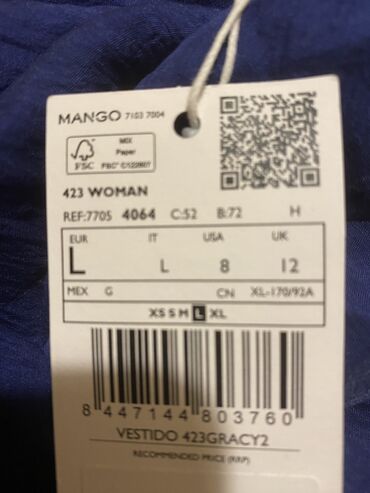 MANGO 7103 7004
FSC
MIX
Paper
FSC® C122807
423 WOMAN
REF:7705 4064 C:52 B:72 H
EUR IT USA UK
L L 8 12
MEX G CN XL-170/92A
XS S M L XL
8 447144 803760
VESTIDO 423GRACY2
RECOMMENDED PRICE (RRP)